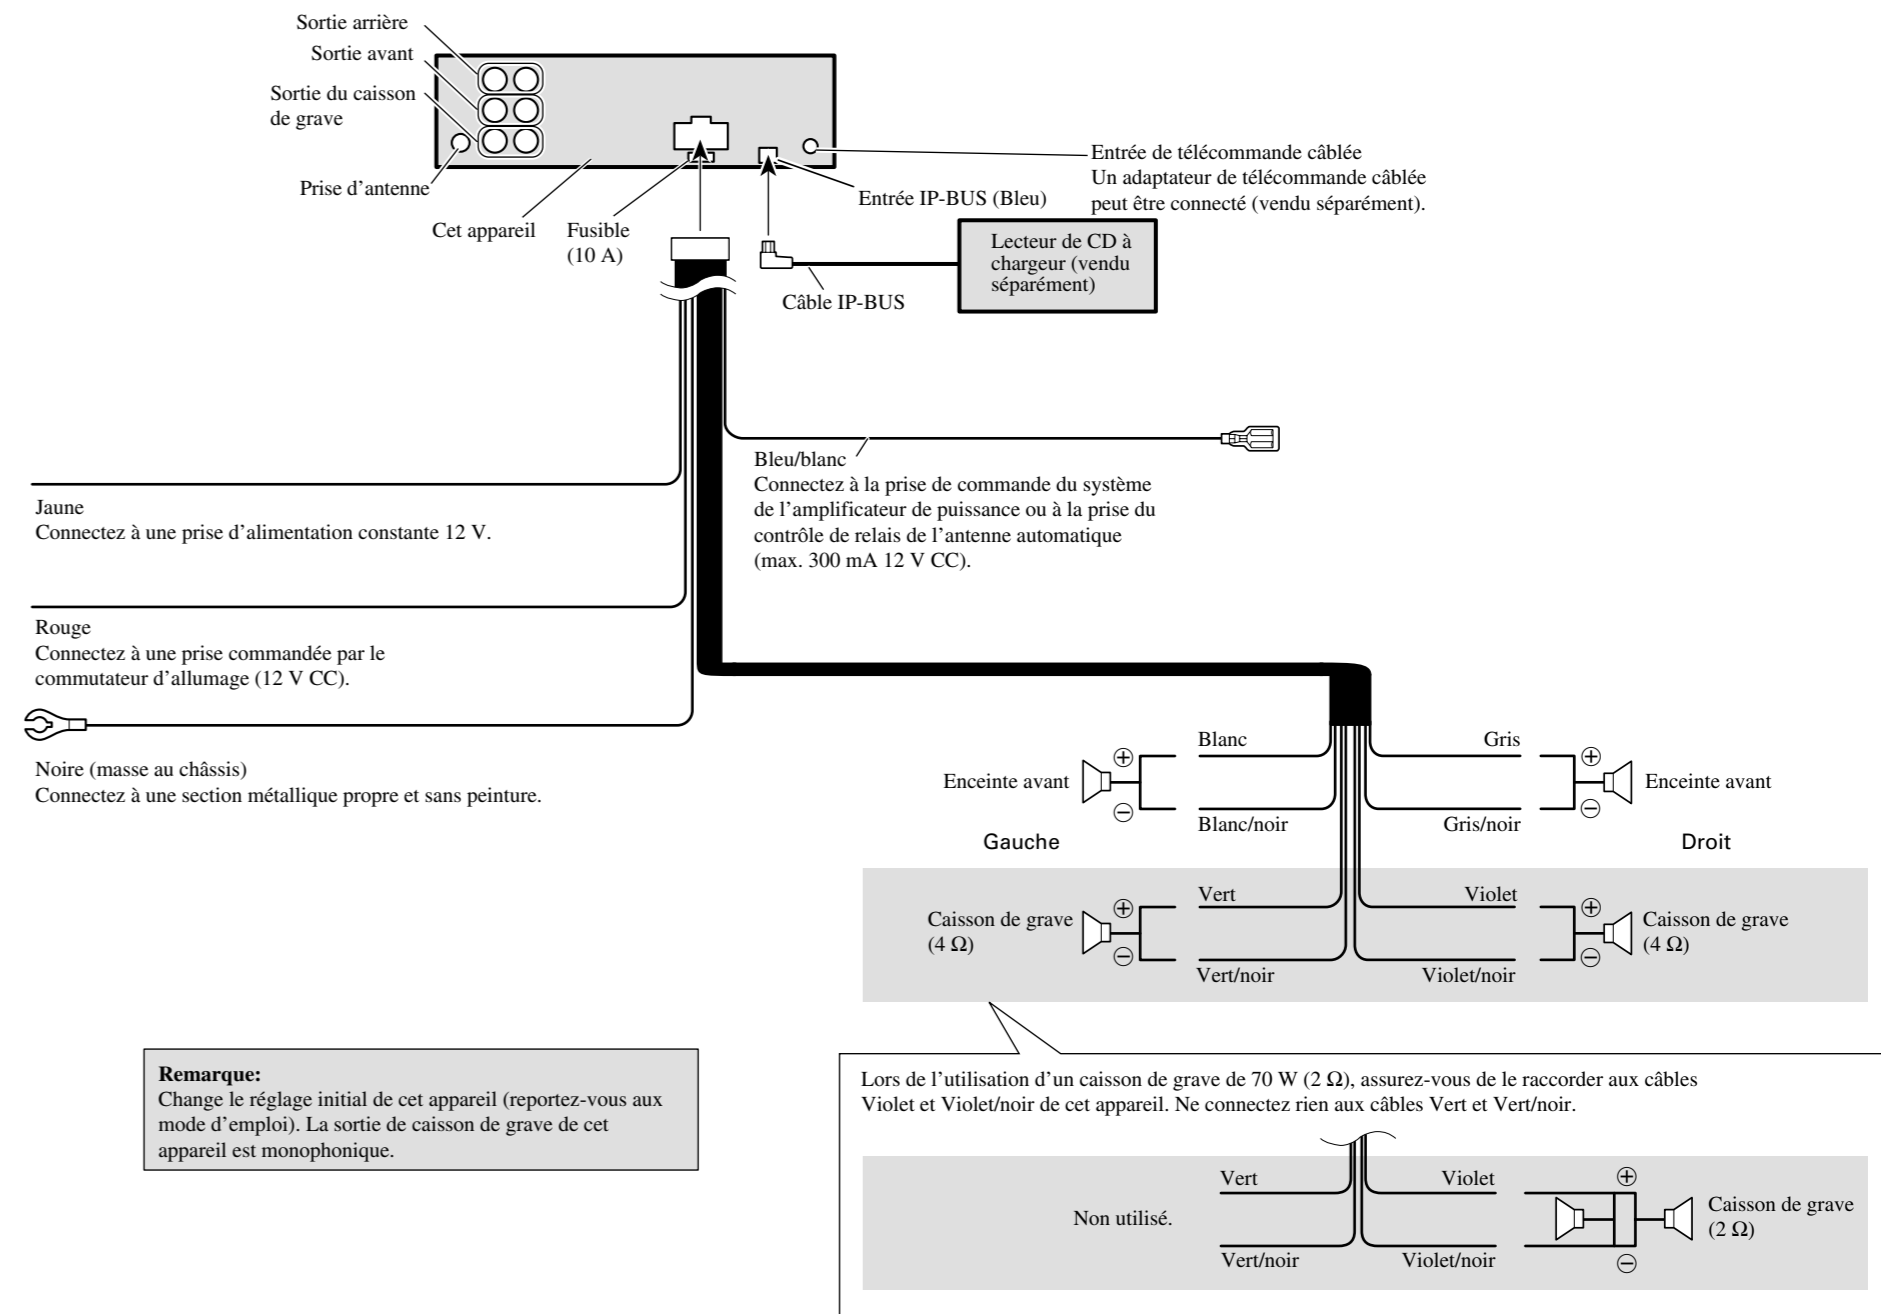 Sortie arrière
Sortie avant
Sortie du caisson
de grave
Prise d’antenne
Cet appareil
Fusible
(10 A)
Entrée IP-BUS (Bleu)
Entrée de télécommande câblée
Un adaptateur de télécommande câblée
peut être connecté (vendu séparément).
Lecteur de CD à
chargeur (vendu
séparément)
Câble IP-BUS
Bleu/blanc
Connectez à la prise de commande du système
de l’amplificateur de puissance ou à la prise du
contrôle de relais de l’antenne automatique
(max. 300 mA 12 V CC).
Jaune
Connectez à une prise d’alimentation constante 12 V.
Rouge
Connectez à une prise commandée par le
commutateur d’allumage (12 V CC).
Noire (masse au châssis)
Connectez à une section métallique propre et sans peinture.
Enceinte avant
⊕
⊖
Blanc
Blanc/noir
Gris
Gris/noir
⊕
⊖
Enceinte avant
Gauche
Droit
Caisson de grave
(4 Ω)
⊕
⊖
Vert
Vert/noir
Violet
Violet/noir
⊕
⊖
Caisson de grave
(4 Ω)
Remarque:
Change le réglage initial de cet appareil (reportez-vous aux
mode d’emploi). La sortie de caisson de grave de cet
appareil est monophonique.
Lors de l’utilisation d’un caisson de grave de 70 W (2 Ω), assurez-vous de le raccorder aux câbles
Violet et Violet/noir de cet appareil. Ne connectez rien aux câbles Vert et Vert/noir.
Non utilisé.
Vert
Vert/noir
Violet
Violet/noir
⊕
⊖
Caisson de grave
(2 Ω)